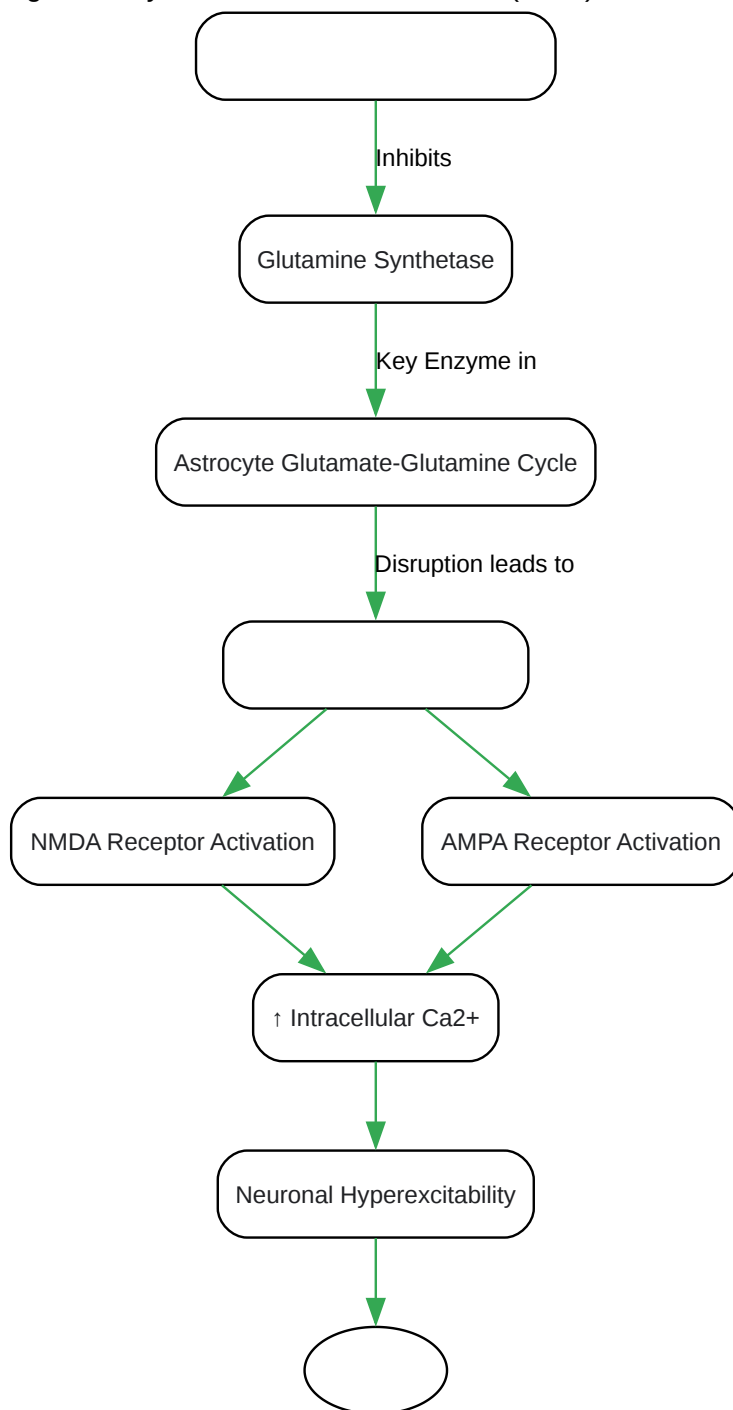 Inhibits
Glutamine Synthetase
Key Enzyme in
Astrocyte Glutamate-Glutamine Cycle
Disruption leads to
NMDA Receptor Activation
AMPA Receptor Activation
↑ Intracellular Ca2+
Neuronal Hyperexcitability